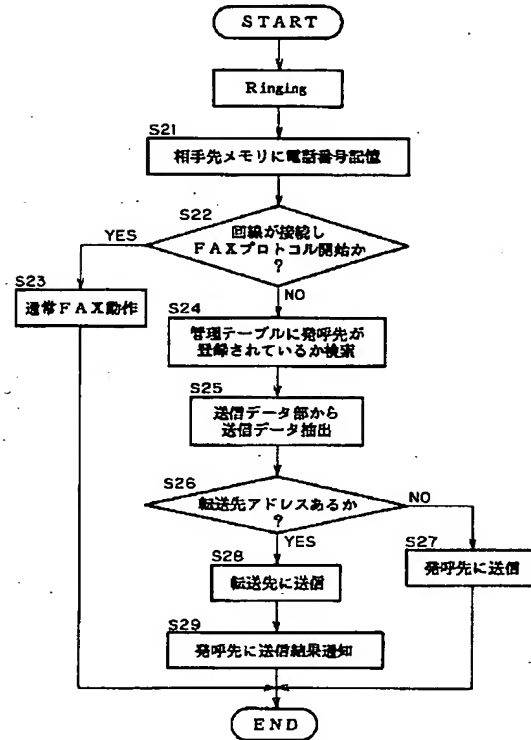 START
Ringing
S21
相手先メモリに電話番号記憶
S22
回線が接続し
FAXプロトコル開始か
?
YES
NO
S23
通常FAX動作
S24
管理テーブルに発呼先が
登録されているか検索
S25
送信データ部から
送信データ抽出
S26
転送先アドレスあるか
?
NO
YES
S27
発呼先に送信
S28
転送先に送信
S29
発呼先に送信結果通知
END